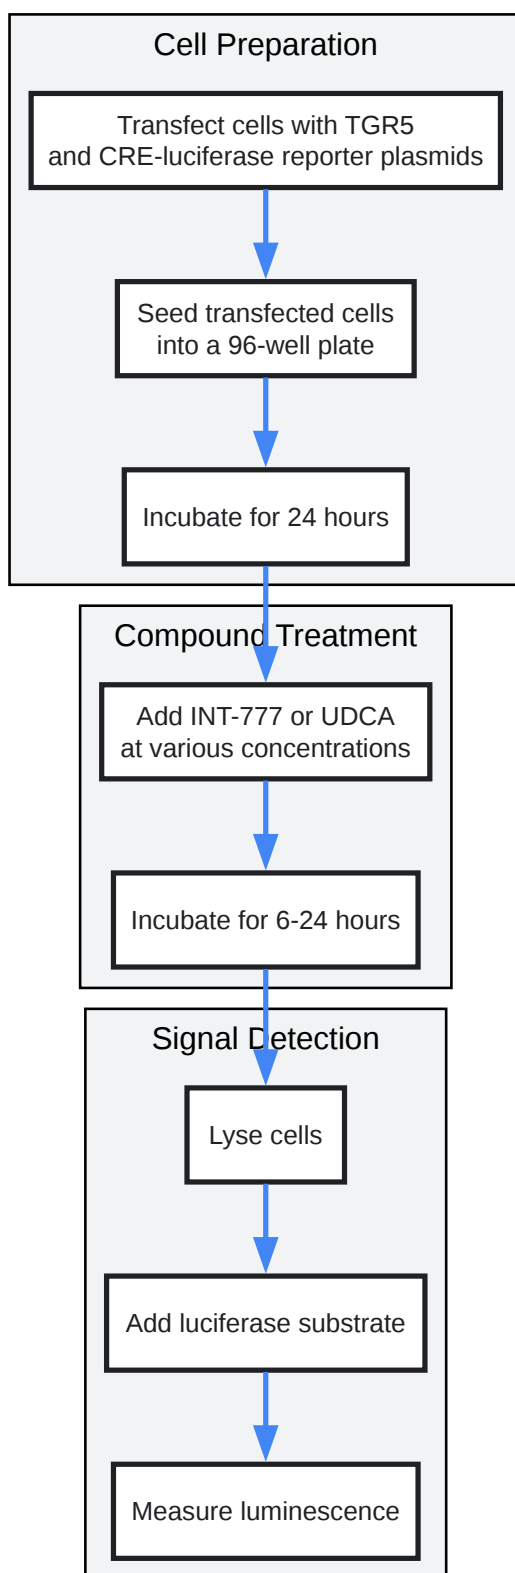 Cell Preparation
Transfect cells with TGR5
and CRE-luciferase reporter plasmids
Seed transfected cells
into a 96-well plate
Incubate for 24 hours
Compound Treatment
Add INT-777 or UDCA
at various concentrations
Incubate for 6-24 hours
Signal Detection
Lyse cells
Add luciferase substrate
Measure luminescence